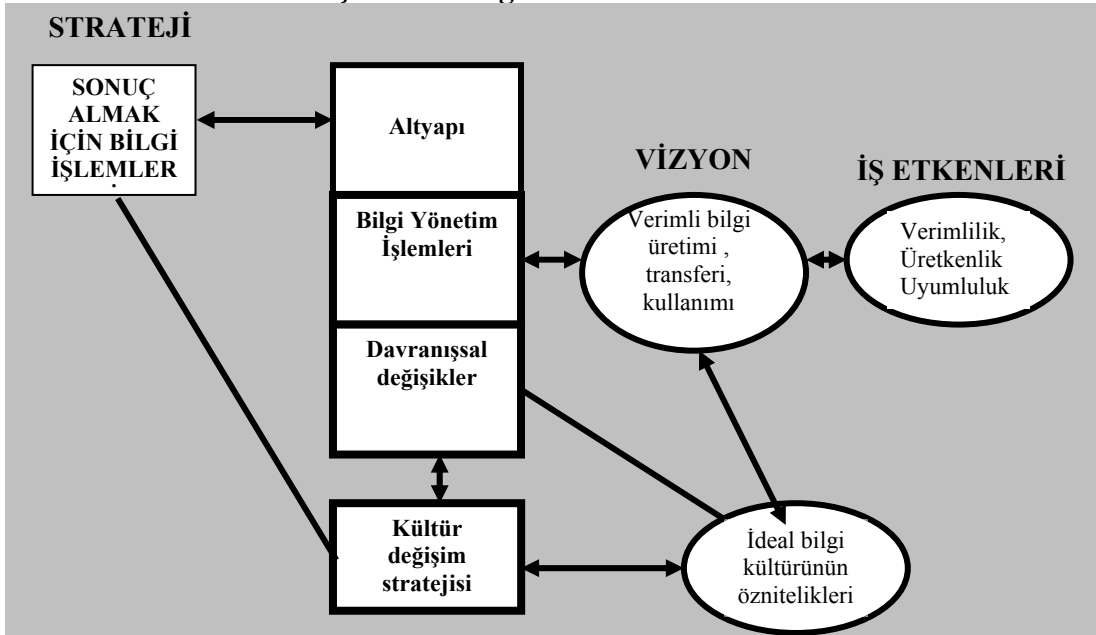 STRATEJİ
SONUÇ
ALMAK
İÇİN BİLGİ
İŞLEMLER
.
Altyapı
Bilgi Yönetim
İşlemleri
Davranışsal
değişikler
Kültür
değişim
stratejisi
VİZYON
Verimli bilgi
üretimi ,
transferi,
kullanımı
İŞ ETKENLERİ
Verimlilik,
Üretkenlik
Uyumluluk
İdeal bilgi
kültürünün
öznitelikleri